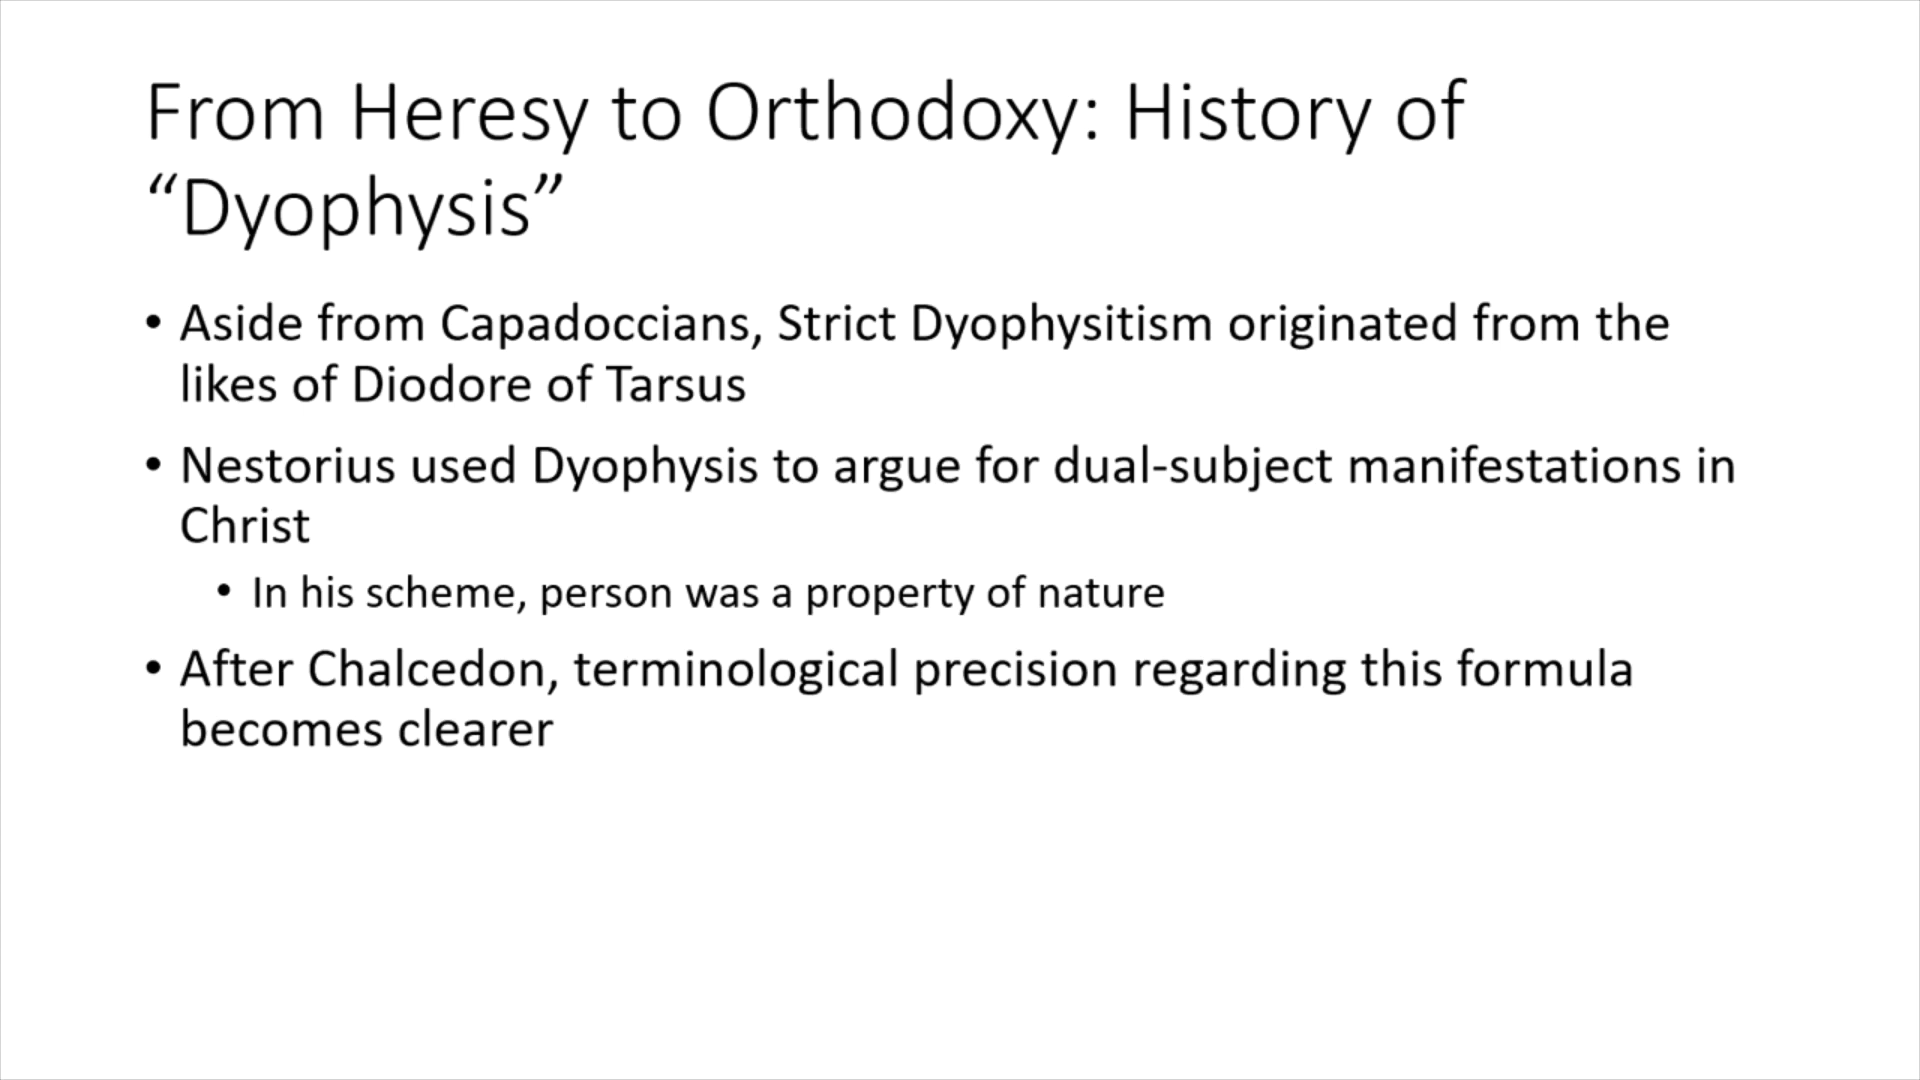 From Heresy to Orthodoxy: History of
“Dyophysis”
• Aside from Capadoccians, Strict Dyophysitism originated from the
likes of Diodore of Tarsus
• Nestorius used Dyophysis to argue for dual-subject manifestations in
Christ
• In his scheme, person was a property of nature
• After Chalcedon, terminological precision regarding this formula
becomes clearer